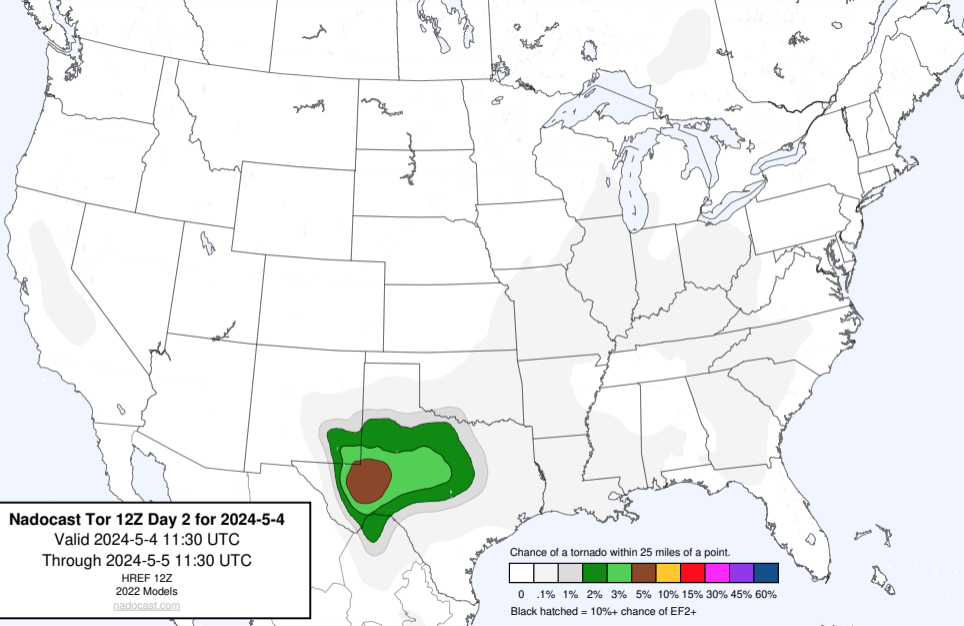 Nadocast Tor 12Z Day 2 for 2024-5-4
Valid 2024-5-4 11:30 UTC
Through 2024-5-5 11:30 UTC
HREF 12Z
2022 Models
nadocast.com
Chance of a tornado within 25 miles of a point.
0 .1% 1% 2% 3% 5% 10% 15% 30% 45% 60%
Black hatched = 10%+ chance of EF2+